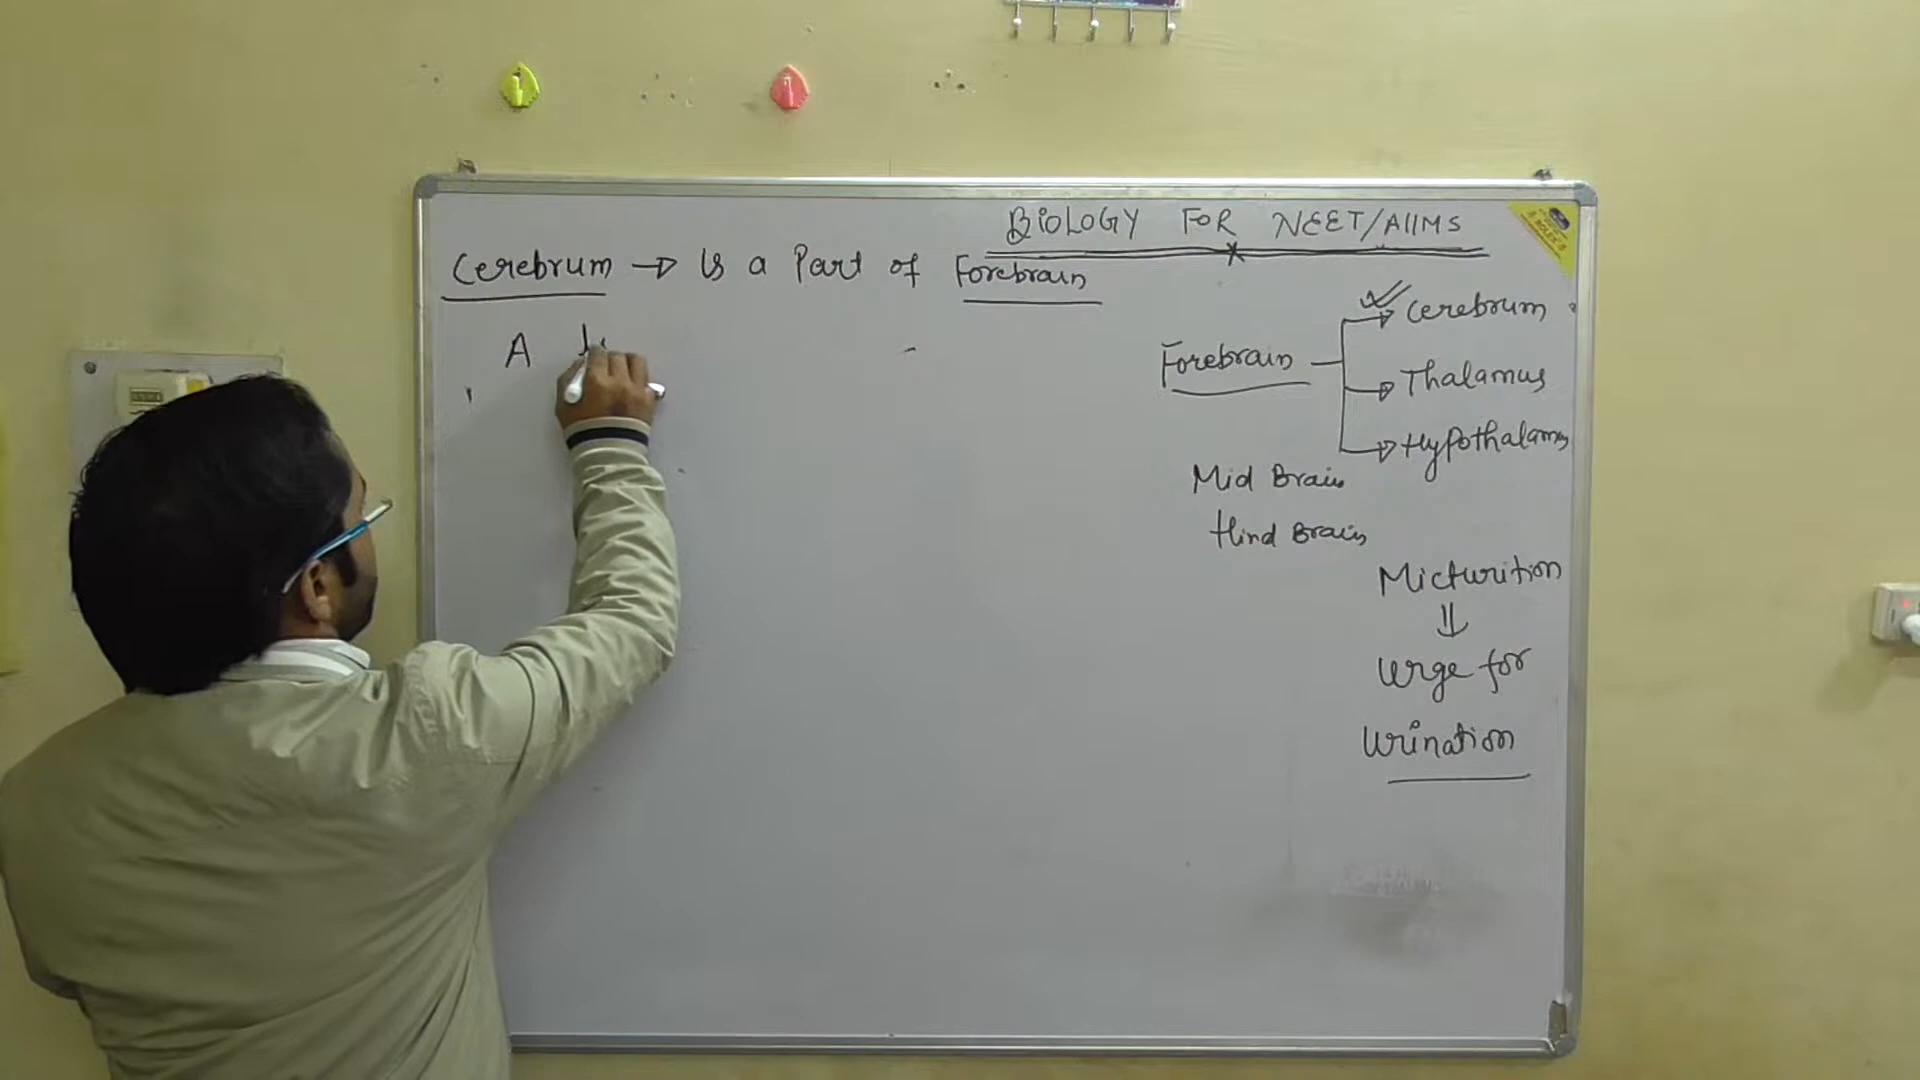 BIOLOGY FOR NEET/AIIMS
Cerebrum → Is a Part of Forebrain
A
Forebrain
Cerebrum
Thalamus
Hypothalamus
Mid Brain
Hind Brain
Micturition
⇓
Urge for
Urination